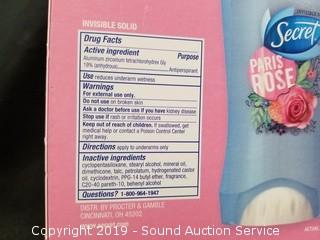 INVISIBLE SOLID
Drug Facts
Active ingredient Purpose
Aluminum zirconium tetrachlorohydrex Gly
19% (anhydrous) Antiperspirant
Use reduces underarm wetness
Warnings
For external use only.
Do not use on broken skin
Ask a doctor before use if you have kidney disease
Stop use if rash or irritation occurs
Keep out of reach of children. If swallowed, get
medical help or contact a Poison Control Center
right away.
Directions apply to underarms only
Inactive ingredients
cyclopentasiloxane, stearyl alcohol, mineral oil,
dimethicone, talc, petrolatum, hydrogenated castor
oil, cyclodextrin, PPG-14 butyl ether, fragrance,
C20-40 pareth-10, behenyl alcohol
Questions? 1-800-964-1947
DISTR. BY PROCTER & GAMBLE
CINCINNATI, OH 45202
Secret
PARIS
ROSE
Copyright 2019 - Sound Auction Service